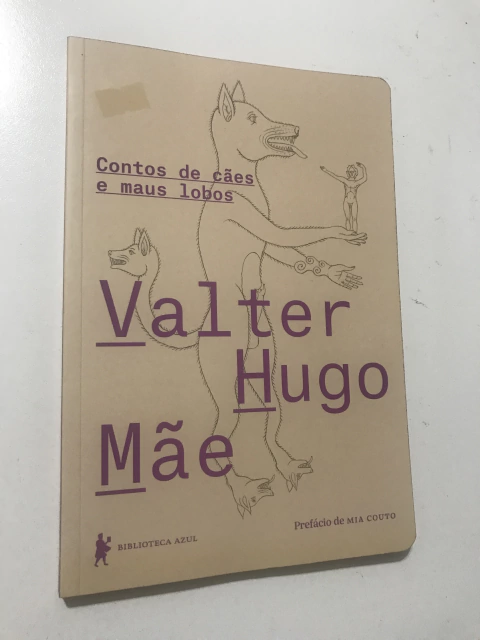 Contos de cães
e maus lobos
Valter
Hugo
Mãe
Prefácio de MIA COUTO
BIBLIOTECA AZUL